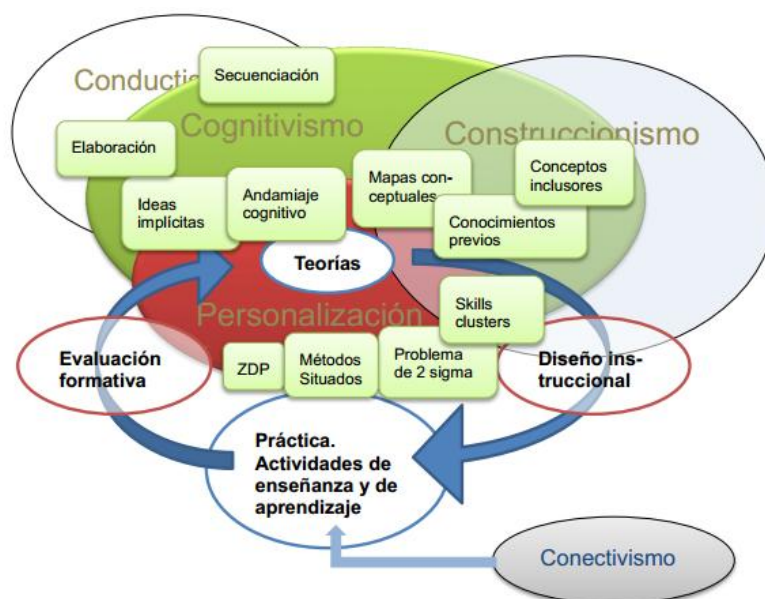 Conductis
Secuenciación
Cognitivismo
Construccionismo
Elaboración
Mapas con-
ceptuales
Conceptos
inclusores
Ideas
implícitas
Andamiaje
cognitivo
Conocimientos
previos
Teorías
Personalización
Skills
clusters
Evaluación
formativa
ZDP
Métodos
Situados
Problema
de 2 sigma
Diseño ins-
truccional
Práctica.
Actividades de
enseñanza y de
aprendizaje
Conectivismo